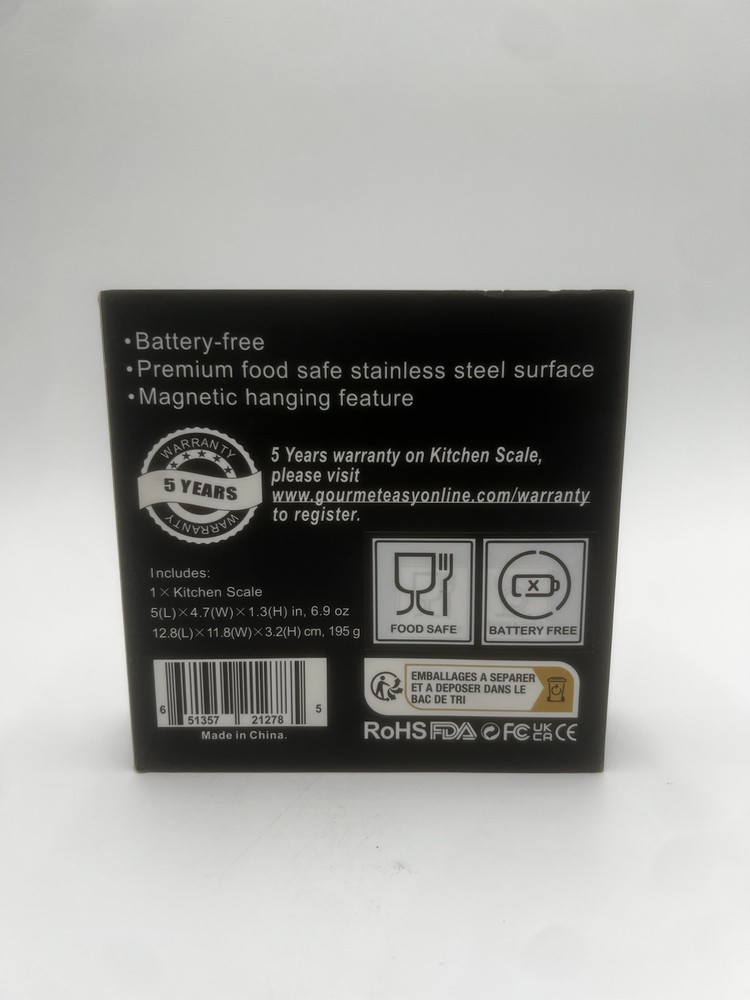 •Battery-free
•Premium food safe stainless steel surface
•Magnetic hanging feature
WARRANTY
5 YEARS
WARRANTY
5 Years warranty on Kitchen Scale,
please visit
www.gourmeteasyonline.com/warranty
to register.
Includes:
1×Kitchen Scale
5(L)×4.7(W)×1.3(H) in, 6.9 oz
12.8(L)×11.8(W)×3.2(H) cm, 195 g
FOOD SAFE
BATTERY FREE
6 51357 21278 5
Made in China.
EMBALLAGES A SEPARER
ET A DEPOSER DANS LE
BAC DE TRI
RoHS FDA FC UK CA CE